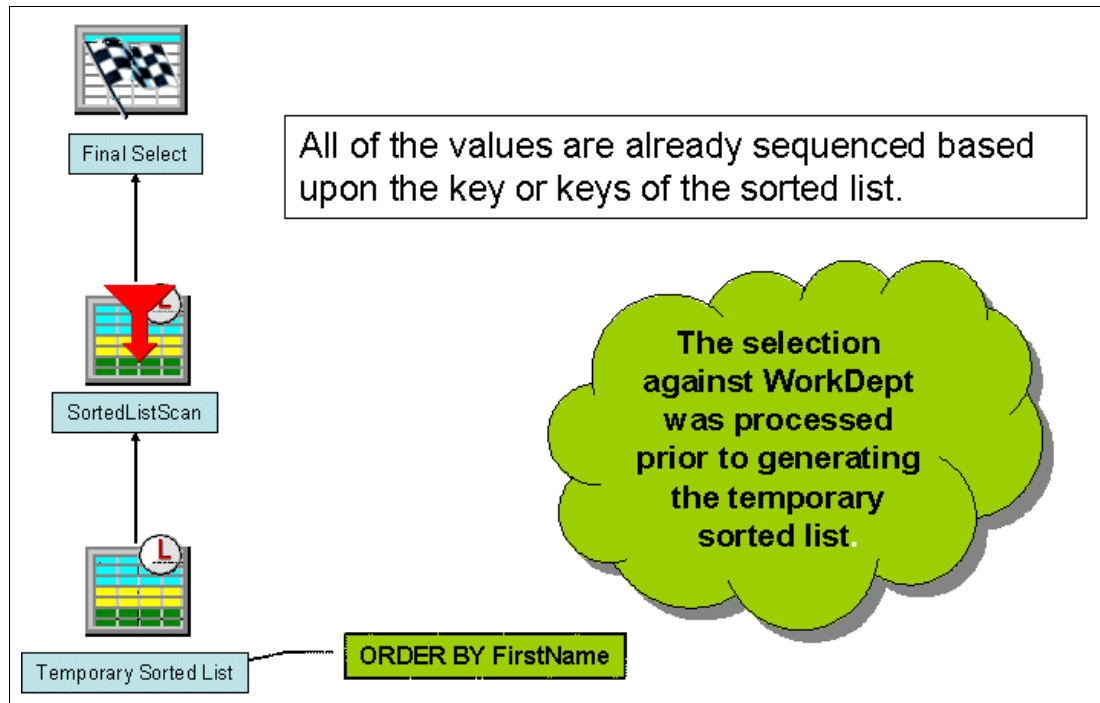 Final Select
All of the values are already sequenced based
upon the key or keys of the sorted list.
L
SortedListScan
The selection
against WorkDept
was processed
prior to generating
the temporary
sorted list.
L
Temporary Sorted List
ORDER BY FirstName